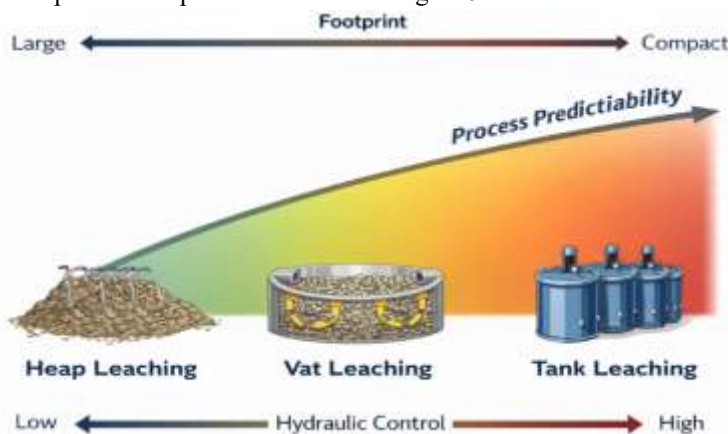 Footprint
Large Compact
Process Predictiability
Heap Leaching Vat Leaching Tank Leaching
Low Hydraulic Control High